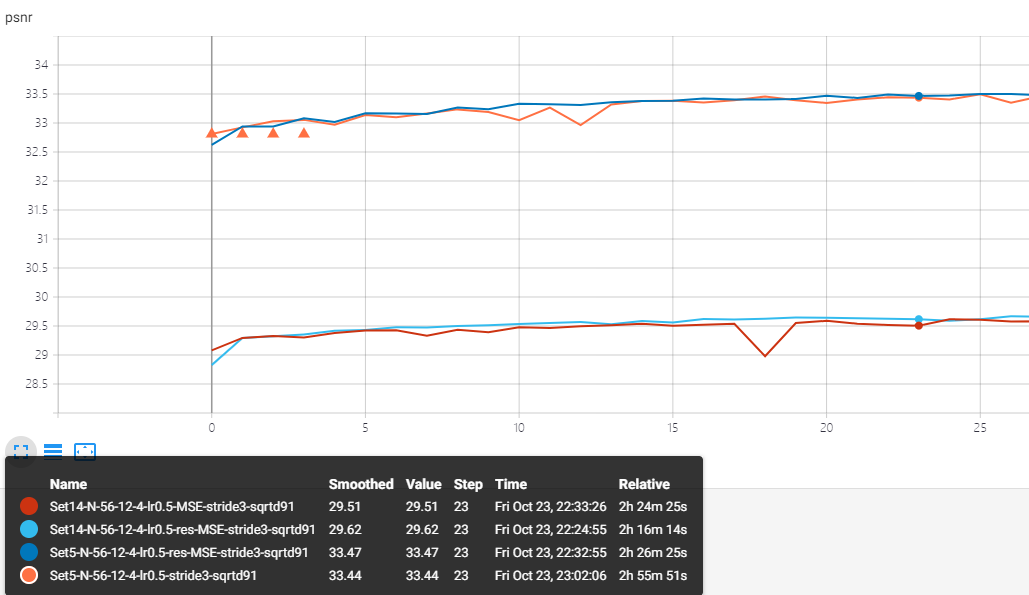 psnr
34
33.5
33
32.5
32
31.5
31
30.5
30
29.5
29
28.5
0 5 10 15 20 25
Name Smoothed Value Step Time Relative
Set14-N-56-12-4-lr0.5-MSE-stride3-sqrtd91 29.51 29.51 23 Fri Oct 23, 22:33:26 2h 24m 25s
Set14-N-56-12-4-lr0.5-res-MSE-stride3-sqrtd91 29.62 29.62 23 Fri Oct 23, 22:24:55 2h 16m 14s
Set5-N-56-12-4-lr0.5-res-MSE-stride3-sqrtd91 33.47 33.47 23 Fri Oct 23, 22:32:55 2h 26m 25s
Set5-N-56-12-4-lr0.5-stride3-sqrtd91 33.44 33.44 23 Fri Oct 23, 23:02:06 2h 55m 51s